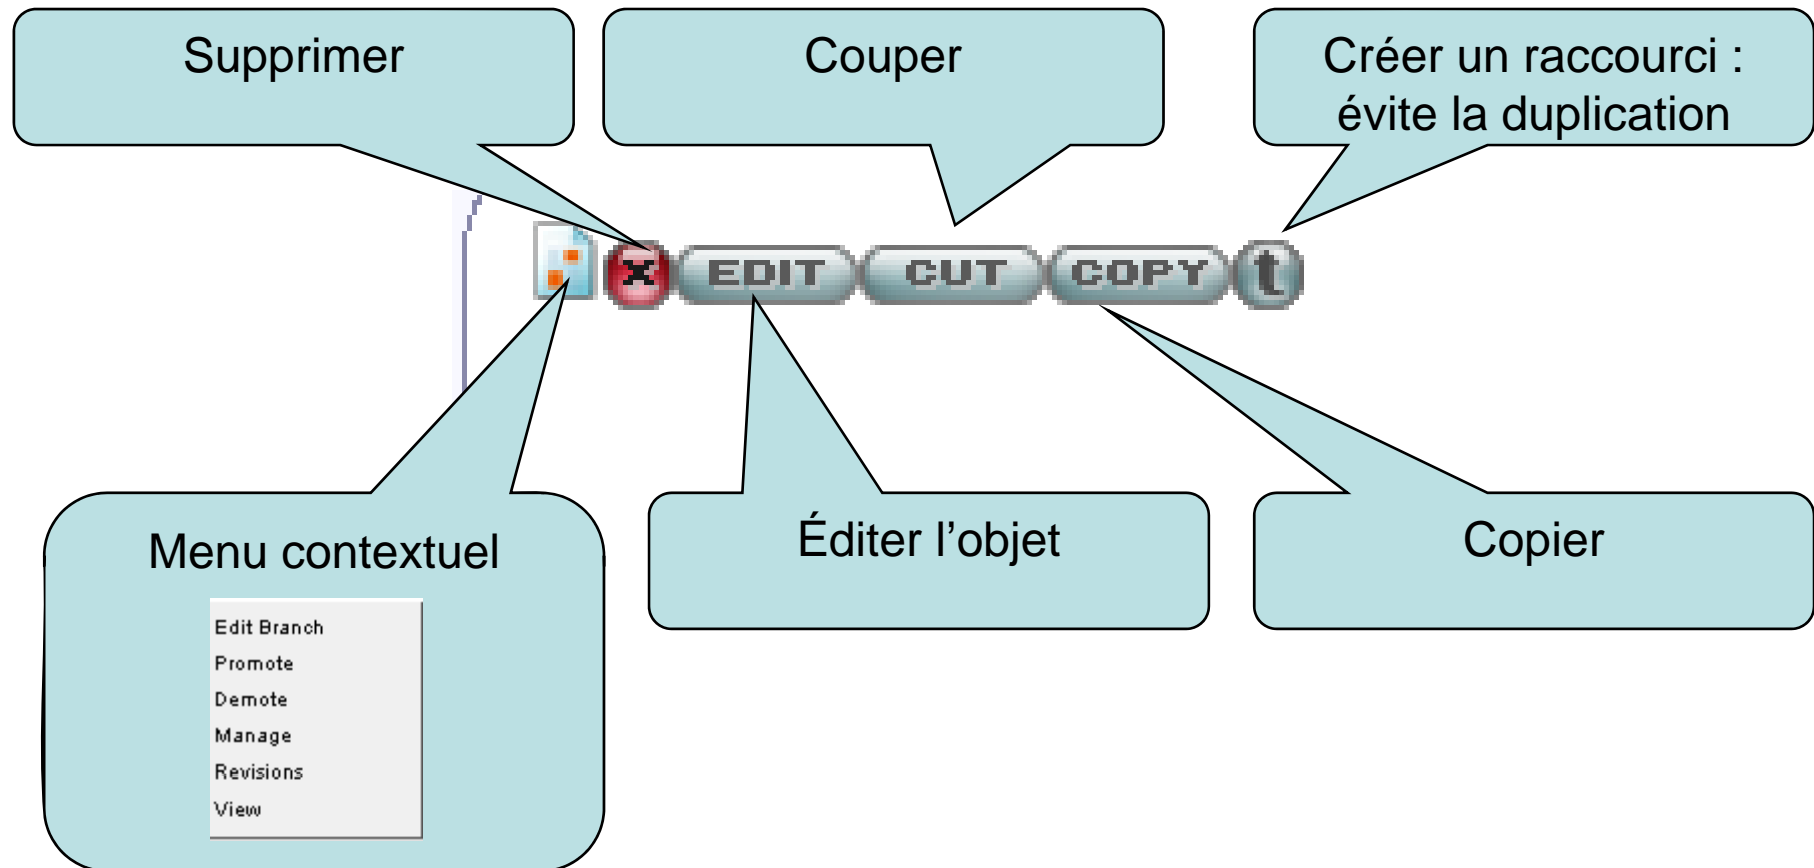 Supprimer
Couper
Créer un raccourci :
évite la duplication
x EDIT CUT COPY t
Menu contextuel
Edit Branch
Promote
Demote
Manage
Revisions
View
Éditer l’objet
Copier